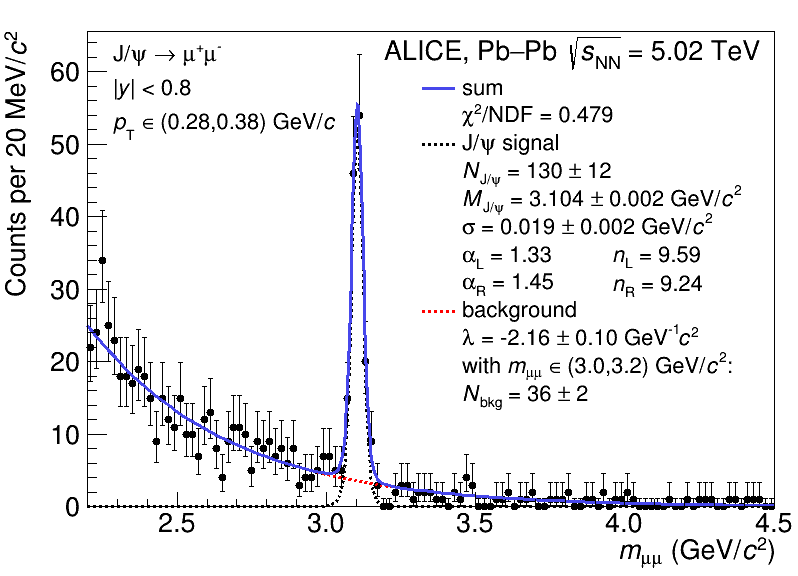 Counts per 20 MeV/c²
J/ψ → μ⁺μ⁻
|y| < 0.8
p_T ∈ (0.28,0.38) GeV/c
ALICE, Pb–Pb √s_NN = 5.02 TeV
sum
χ²/NDF = 0.479
J/ψ signal
N_J/ψ = 130 ± 12
M_J/ψ = 3.104 ± 0.002 GeV/c²
σ = 0.019 ± 0.002 GeV/c²
α_L = 1.33 n_L = 9.59
α_R = 1.45 n_R = 9.24
background
λ = -2.16 ± 0.10 GeV⁻¹c²
with m_μμ ∈ (3.0,3.2) GeV/c²:
N_bkg = 36 ± 2
60
50
40
30
20
10
0
2.5 3.0 3.5 4.0 4.5
m_μμ (GeV/c²)